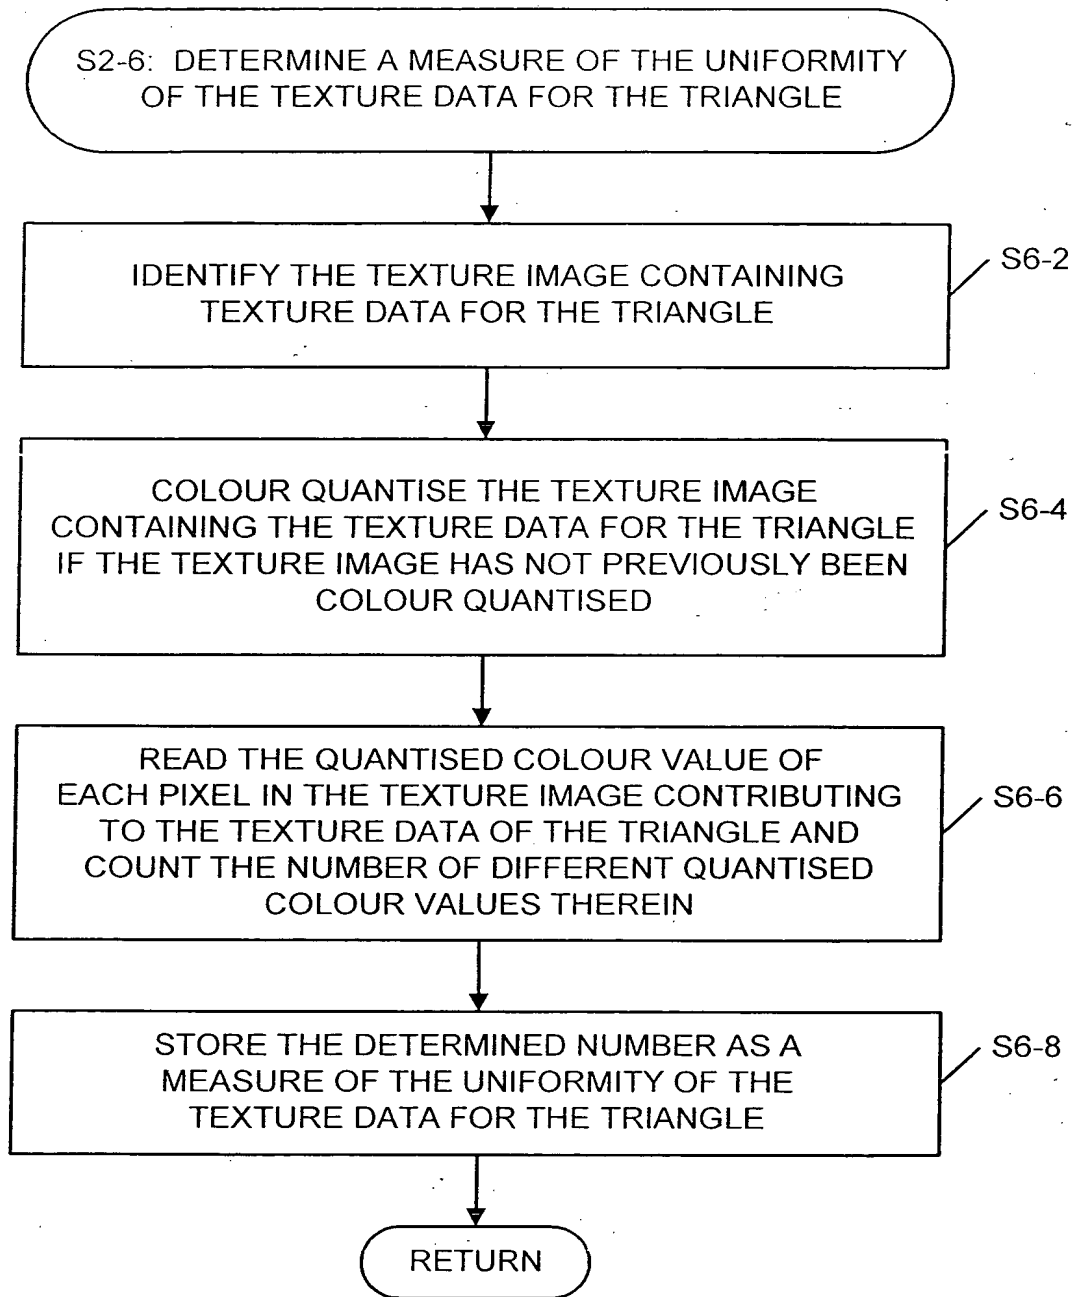 S2-6: DETERMINE A MEASURE OF THE UNIFORMITY
OF THE TEXTURE DATA FOR THE TRIANGLE
IDENTIFY THE TEXTURE IMAGE CONTAINING
TEXTURE DATA FOR THE TRIANGLE
S6-2
COLOUR QUANTISE THE TEXTURE IMAGE
CONTAINING THE TEXTURE DATA FOR THE TRIANGLE
IF THE TEXTURE IMAGE HAS NOT PREVIOUSLY BEEN
COLOUR QUANTISED
S6-4
READ THE QUANTISED COLOUR VALUE OF
EACH PIXEL IN THE TEXTURE IMAGE CONTRIBUTING
TO THE TEXTURE DATA OF THE TRIANGLE AND
COUNT THE NUMBER OF DIFFERENT QUANTISED
COLOUR VALUES THEREIN
S6-6
STORE THE DETERMINED NUMBER AS A
MEASURE OF THE UNIFORMITY OF THE
TEXTURE DATA FOR THE TRIANGLE
S6-8
RETURN